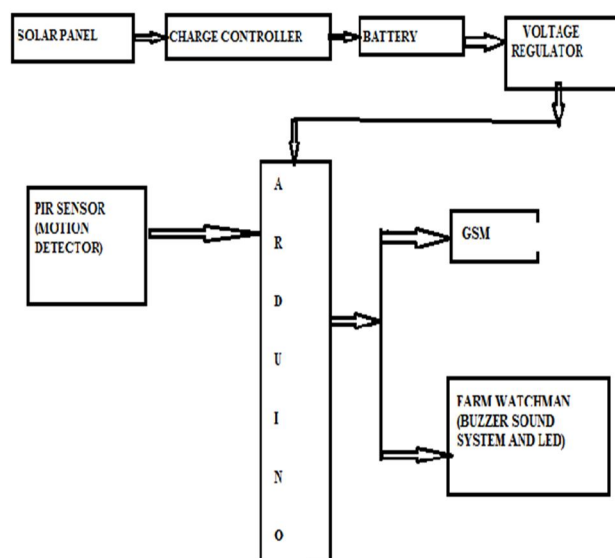 SOLAR PANEL
CHARGE CONTROLLER
BATTERY
VOLTAGE
REGULATOR
PIR SENSOR
(MOTION
DETECTOR)
A
R
D
U
I
N
O
GSM
FARM WATCHMAN
(BUZZER SOUND
SYSTEM AND LED)